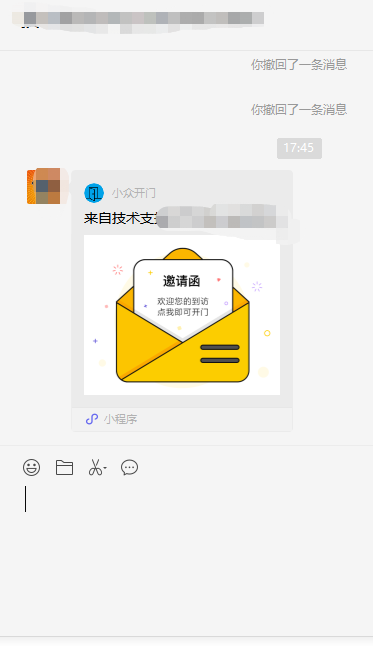 你撤回了一条消息
你撤回了一条消息
17:45
小众开门
来自技术支
邀请函
欢迎您的到访
点我即可开门
小程序